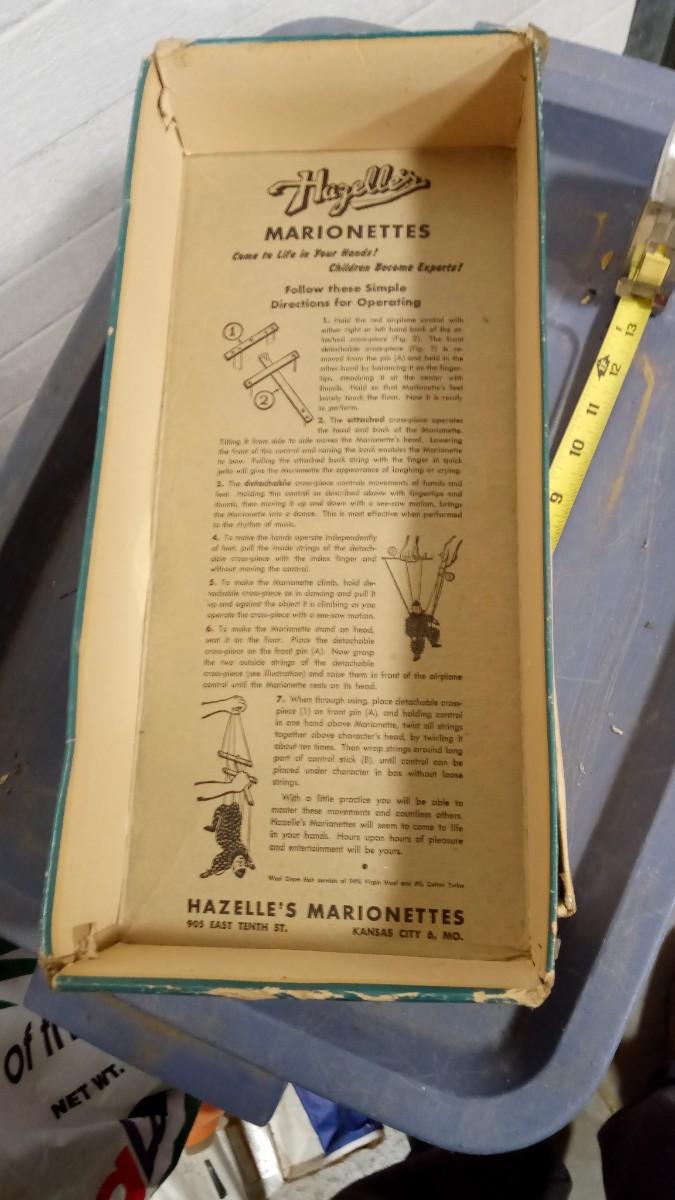 Hazelle's
MARIONETTES
Come to Life in Your Hands!
Children Become Experts!
Follow these Simple
Directions for Operating
1
2
1. Hold the red airplane control with
either right or left hand back of the at-
tached cross-piece (Fig. 2). The front
detachable cross-piece (Fig. 1) is re-
moved from the pin (A) and held in the
other hand by balancing it on the finger-
tips, steadying it at the center with
thumb. Hold so that Marionette's feet
barely touch the floor. Now it is ready
to perform.
2. The attached cross-piece operates
the head and back of the Marionette.
Tilting it from side to side moves the Marionette's head. Lowering
the front of this control and raising the back enables the Marionette
to bow. Pulling the attached back string with the finger in quick
jerks will give the Marionette the appearance of laughing or crying.
3. The detachable cross-piece controls movements of hands and
feet. Holding this control as described above with fingertips and
thumb, then moving it up and down with a see-saw motion, brings
the Marionette into a dance. This is most effective when performed
to the rhythm of music.
4. To make the hands operate independently
of feet, pull the inside strings of the detach-
able cross-piece with the index finger and
without moving the control.
5. To make the Marionette climb, hold de-
tachable cross-piece as in dancing and pull it
up and against the object it is climbing as you
operate the cross-piece with a see-saw motion.
6. To make the Marionette stand on head,
seat it on the floor. Place the detachable
cross-piece on the front pin (A). Now grasp
the two outside strings of the detachable
cross-piece (see illustration) and raise them in front of the airplane
control until the Marionette rests on its head.
7. When through using, place detachable cross-
piece (1) on front pin (A), and holding control
in one hand above Marionette, twist all strings
together above character's head, by twirling it
about ten times. Then wrap strings around long
part of control stick (B), until control can be
placed under character in box without loose
strings.
With a little practice you will be able to
master these movements and countless others.
Hazelle's Marionettes will seem to come to life
in your hands. Hours upon hours of pleasure
and entertainment will be yours.
Wool Crepe Hair consists of Virgin Wool and Cotton Twine
HAZELLE'S MARIONETTES
905 EAST TENTH ST. KANSAS CITY 6, MO.
13
12
11
10
9
of
NET WT.